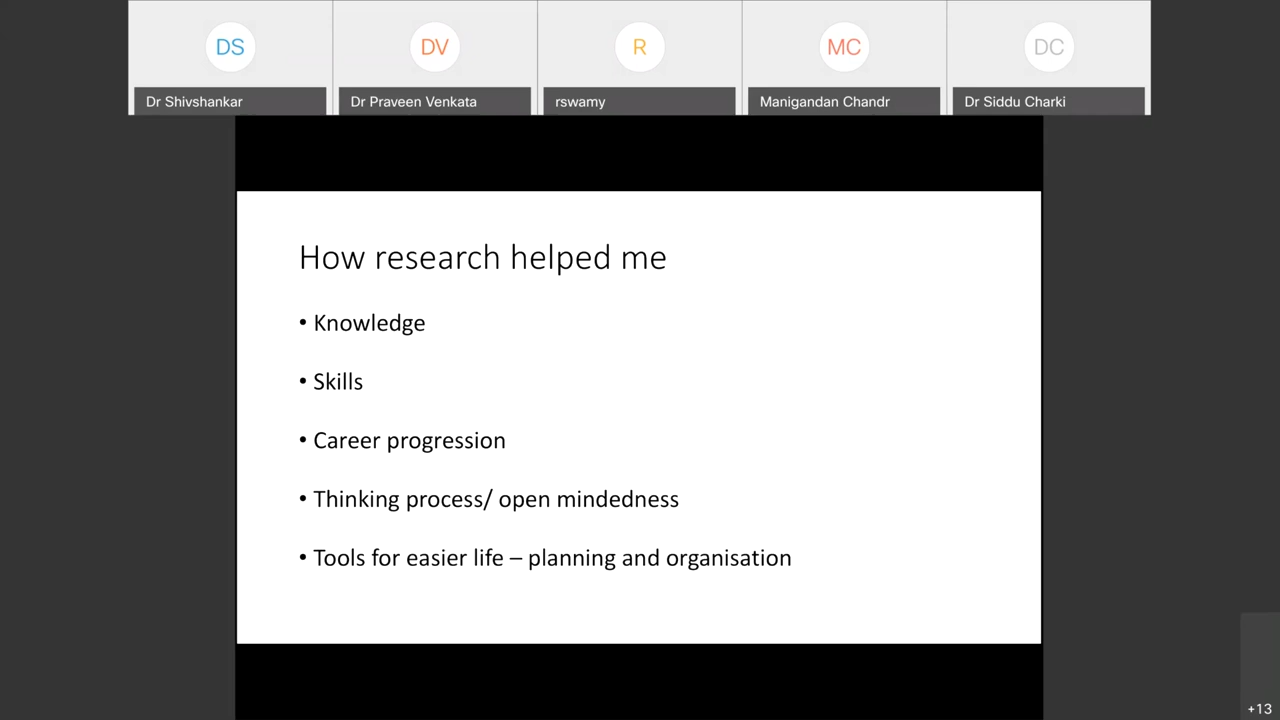 DS
DV
R
MC
DC
Dr Shivshankar
Dr Praveen Venkata
rswamy
Manigandan Chandr
Dr Siddu Charki
How research helped me
• Knowledge
• Skills
• Career progression
• Thinking process/ open mindedness
• Tools for easier life – planning and organisation
+13